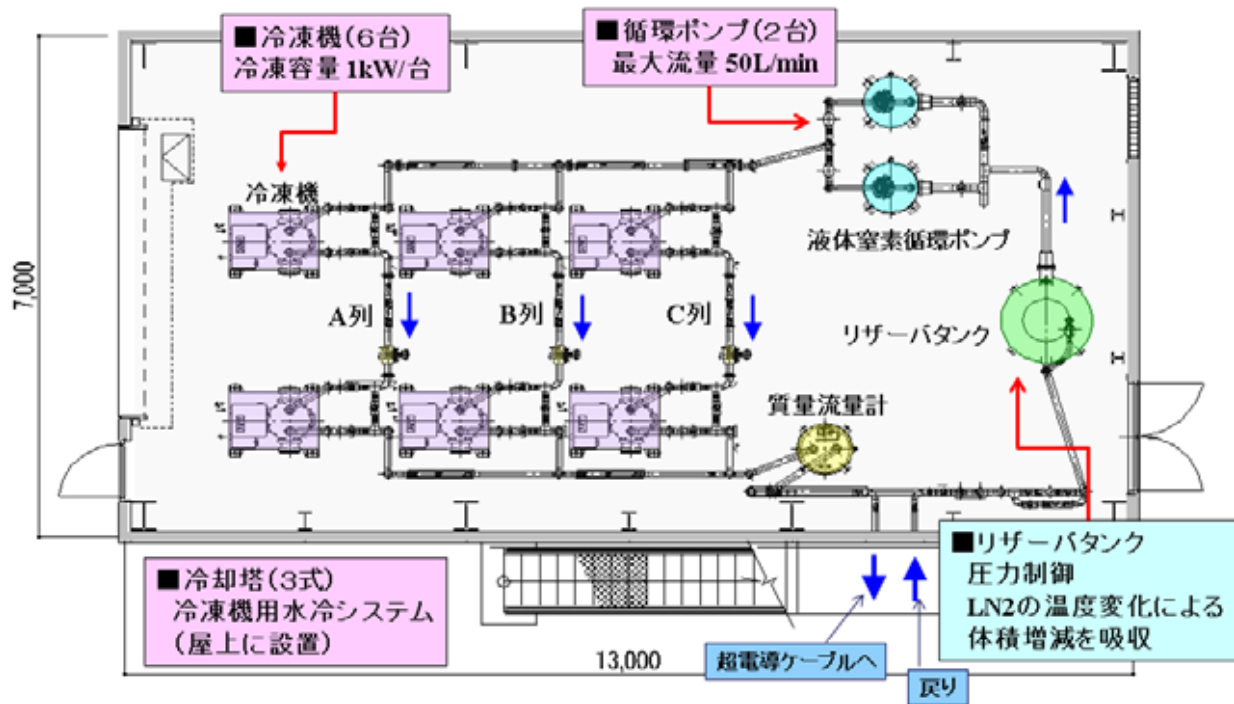 ■冷凍機(6台)
冷凍容量 1kW/台
■循環ポンプ(2台)
最大流量 50L/min
冷凍機
液体窒素循環ポンプ
7,000
A列
B列
C列
リザーバタンク
質量流量計
■冷却塔(3式)
冷凍機用水冷システム
(屋上に設置)
■リザーバタンク
圧力制御
LN2の温度変化による
体積増減を吸収
13,000
超電導ケーブルへ
戻り